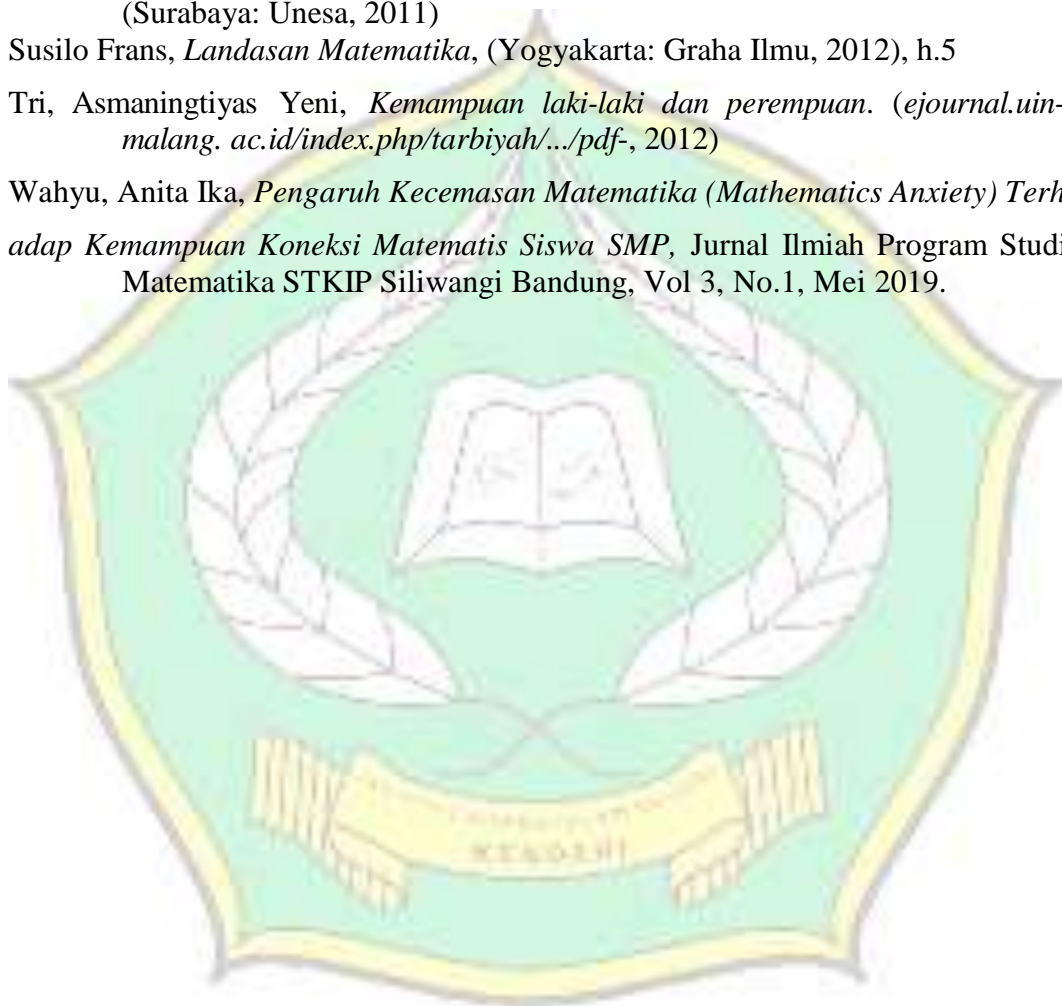 (Surabaya: Unesa, 2011)
Susilo Frans, Landasan Matematika, (Yogyakarta: Graha Ilmu, 2012), h.5
Tri, Asmaningtiyas Yeni, Kemampuan laki-laki dan perempuan. (ejournal.uin-
malang. ac.id/index.php/tarbiyah/.../pdf-, 2012)
Wahyu, Anita Ika, Pengaruh Kecemasan Matematika (Mathematics Anxiety) Terh
adap Kemampuan Koneksi Matematis Siswa SMP, Jurnal Ilmiah Program Studi
Matematika STKIP Siliwangi Bandung, Vol 3, No.1, Mei 2019.
KENDARI